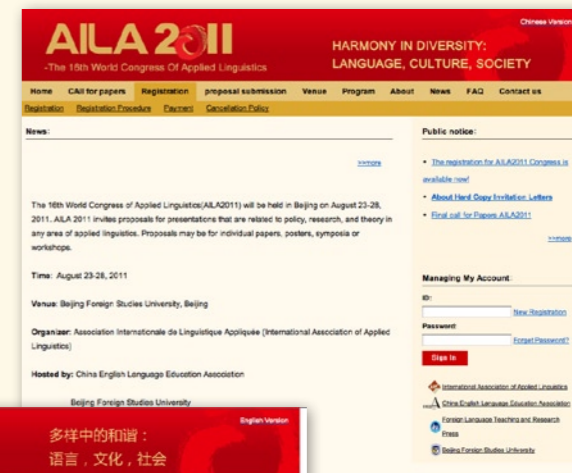 Chinese Version
AILA 2011
-The 16th World Congress Of Applied Linguistics
HARMONY IN DIVERSITY:
LANGUAGE, CULTURE, SOCIETY
Home CAll for papers Registration proposal submission Venue Program About News FAQ Contact us
Registration Registration Procedure Payment Cancellation Policy
News:
>>more
The 16th World Congress of Applied Linguistics(AILA2011) will be held in Beijing on August 23-28,
2011. AILA 2011 invites proposals for presentations that are related to policy, research, and theory in
any area of applied linguistics. Proposals may be for individual papers, posters, symposia or
workshops.
Time: August 23-28, 2011
Venue: Beijing Foreign Studies University, Beijing
Organizer: Association Internationale de Linguistique Appliquée (International Association of Applied
Linguistics)
Hosted by: China English Language Education Association
Beijing Foreign Studies University
Public notice:
The registration for AILA2011 Congress is
available now!
About Hard Copy Invitation Letters
Final call for Papers AILA2011
>>more
Managing My Account:
ID:
New Registration
Password:
Forget Password?
Sign In
International Association of Applied Linguistics
China English Language Education Association
Foreign Language Teaching and Research
Press
Beijing Foreign Studies University
English Version
多样中的和谐：
语言，文化，社会